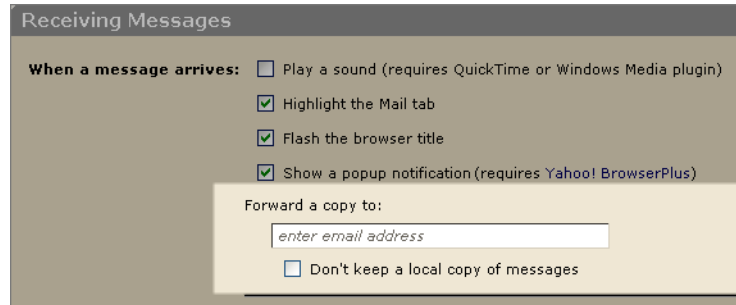 Receiving Messages
When a message arrives: Play a sound (requires QuickTime or Windows Media plugin)
Highlight the Mail tab
Flash the browser title
Show a popup notification (requires Yahoo! BrowserPlus)
Forward a copy to:
enter email address
Don't keep a local copy of messages